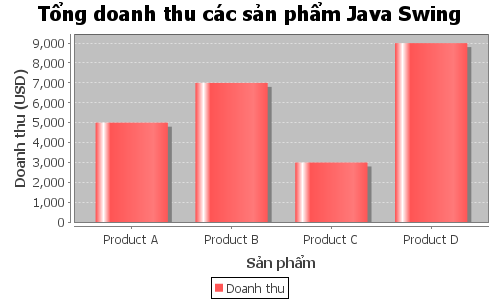 Tổng doanh thu các sản phẩm Java Swing
Doanh thu (USD)
9,000
8,000
7,000
6,000
5,000
4,000
3,000
2,000
1,000
0
Product A
Product B
Product C
Product D
Sản phẩm
Doanh thu